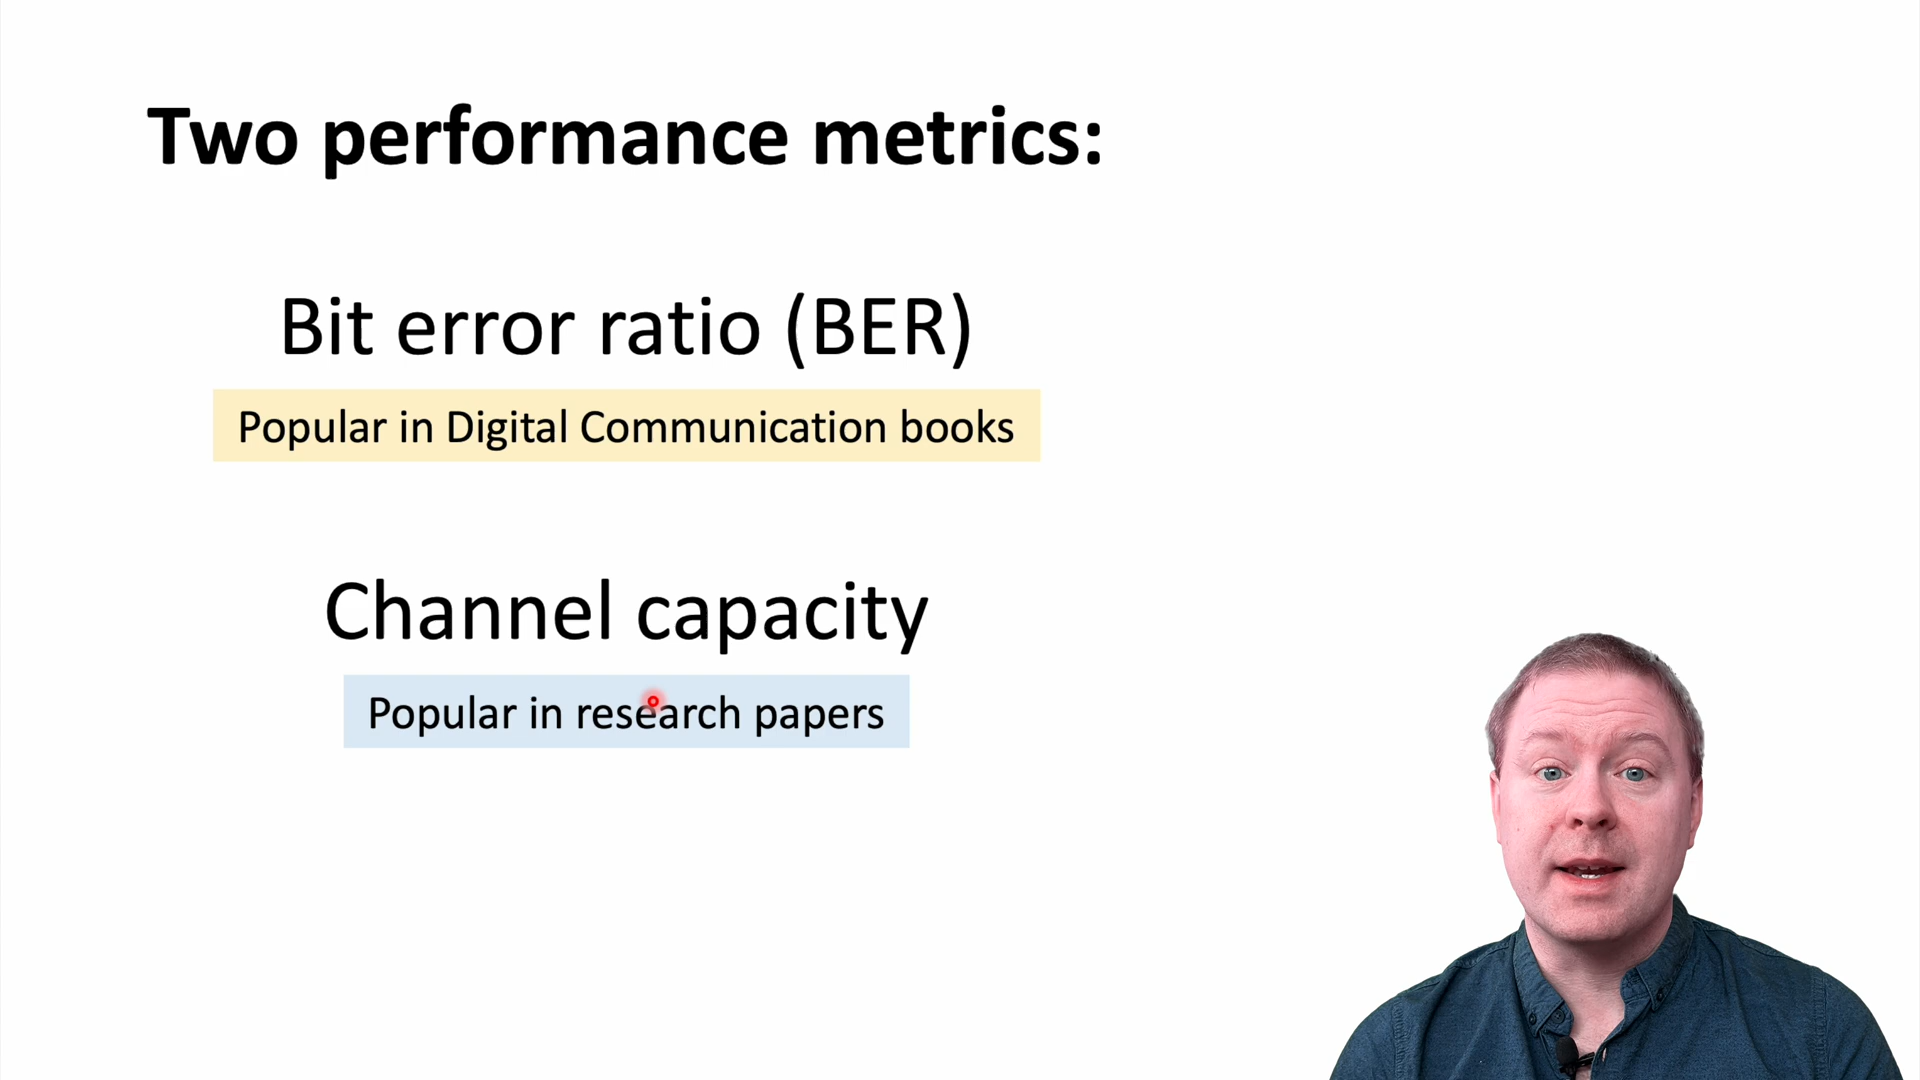 Two performance metrics:
Bit error ratio (BER)
Popular in Digital Communication books
Channel capacity
Popular in research papers